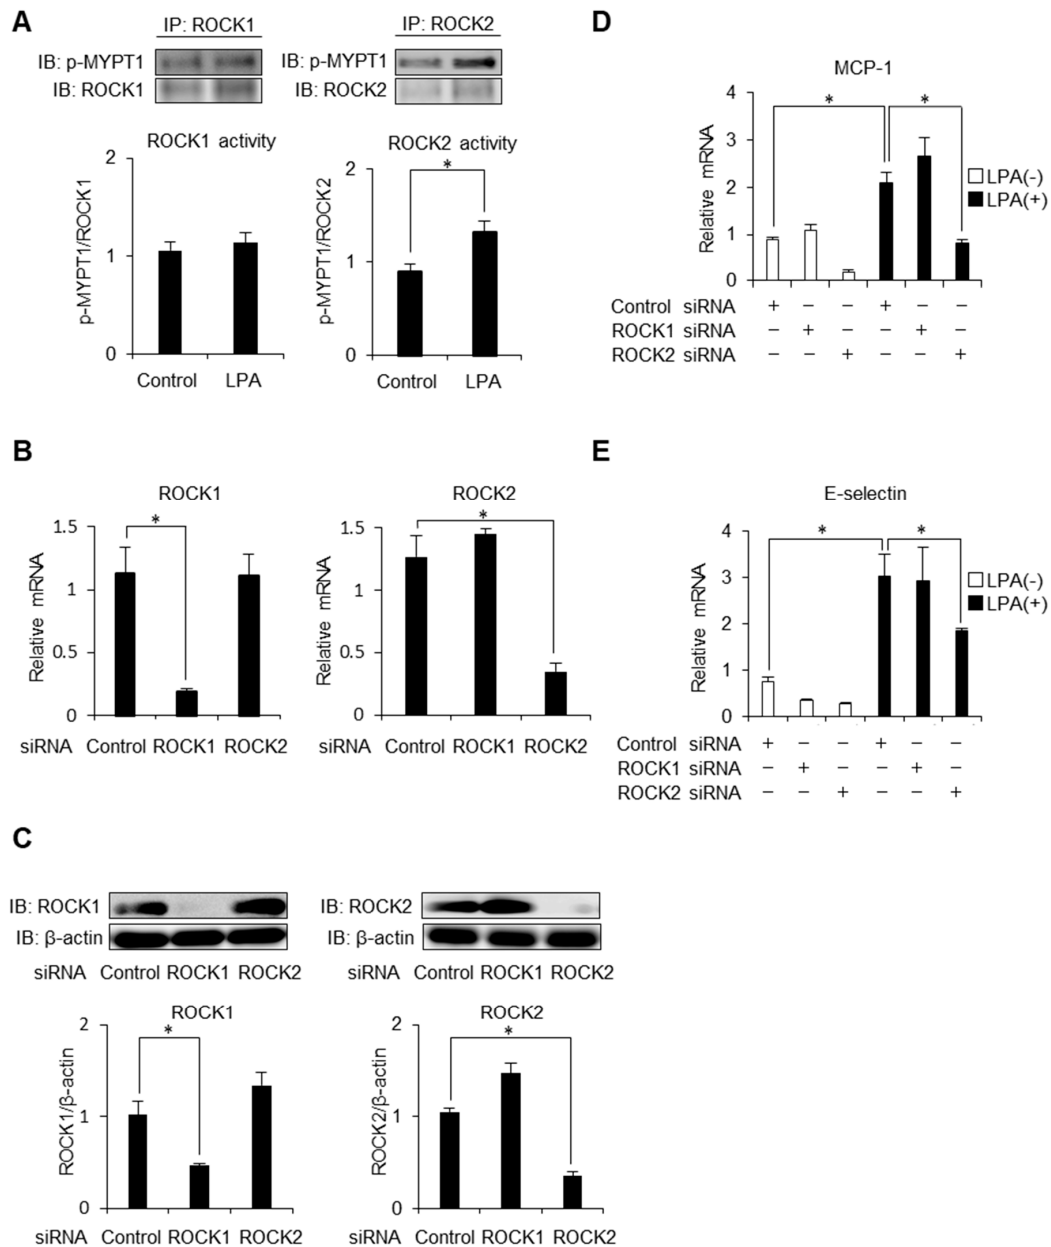 A
IP: ROCK1
IB: p-MYPT1
IB: ROCK1
ROCK1 activity
p-MYPT1/ROCK1
2
1
0
Control LPA
IP: ROCK2
IB: p-MYPT1
IB: ROCK2
ROCK2 activity
*
p-MYPT1/ROCK2
2
1
0
Control LPA
B
ROCK1
*
Relative mRNA
1.5
1
0.5
0
siRNA Control ROCK1 ROCK2
ROCK2
*
Relative mRNA
1.5
1
0.5
0
siRNA Control ROCK1 ROCK2
C
IB: ROCK1
IB: β-actin
siRNA Control ROCK1 ROCK2
ROCK1
*
ROCK1/β-actin
2
1
0
siRNA Control ROCK1 ROCK2
IB: ROCK2
IB: β-actin
siRNA Control ROCK1 ROCK2
ROCK2
*
ROCK2/β-actin
2
1
0
siRNA Control ROCK1 ROCK2
D
MCP-1
* *
Relative mRNA
4
3
2
1
0
LPA(-)
LPA(+)
Control siRNA + − − + − −
ROCK1 siRNA − + − − + −
ROCK2 siRNA − − + − − +
E
E-selectin
* *
Relative mRNA
4
3
2
1
0
LPA(-)
LPA(+)
Control siRNA + − − + − −
ROCK1 siRNA − + − − + −
ROCK2 siRNA − − + − − +